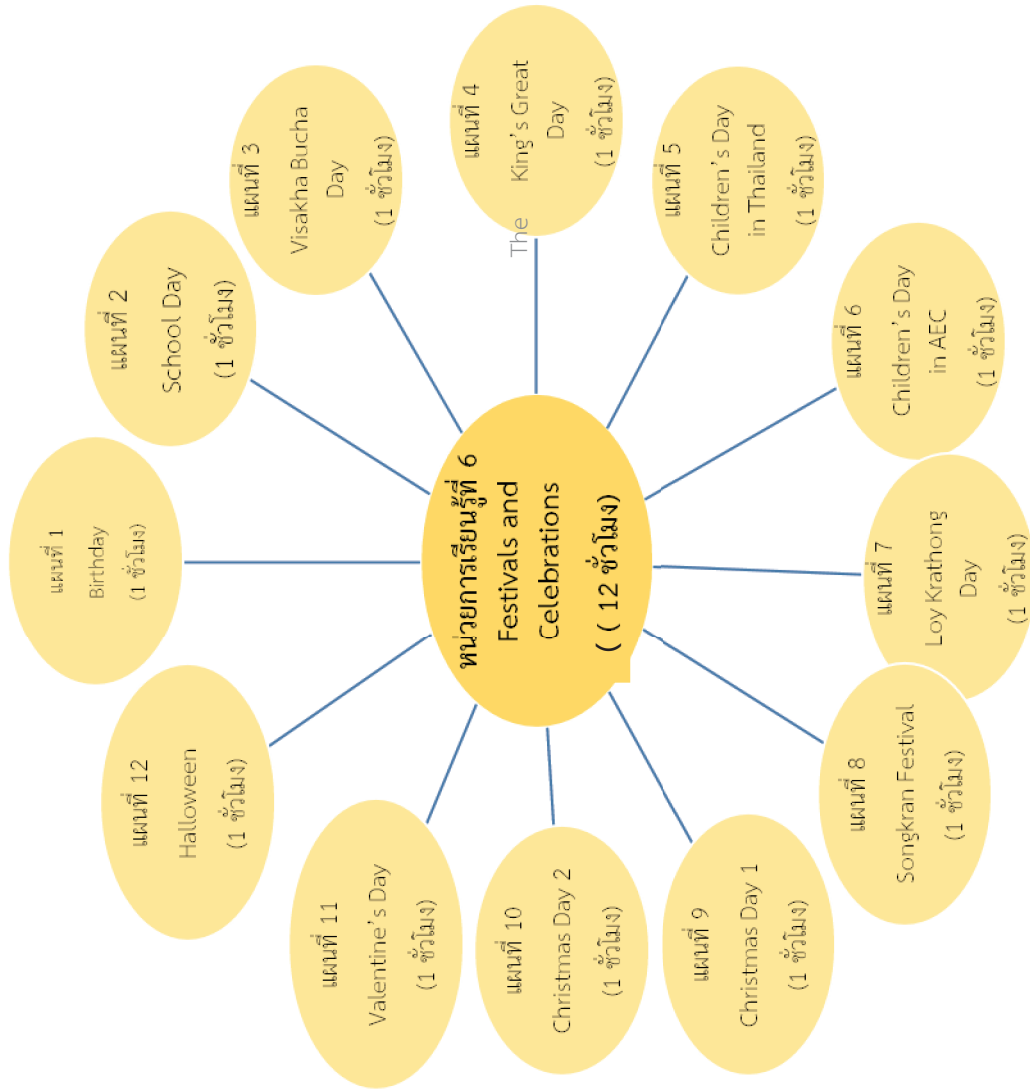 หน่วยการเรียนรู้ที่ 6
Festivals and
Celebrations
( ( 12 ชั่วโมง)
แผนที่ 1
Birthday
(1 ชั่วโมง)
แผนที่ 2
School Day
(1 ชั่วโมง)
แผนที่ 3
Visakha Bucha
Day
(1 ชั่วโมง)
แผนที่ 4
The King's Great
Day
(1 ชั่วโมง)
แผนที่ 5
Children's Day
in Thailand
(1 ชั่วโมง)
แผนที่ 6
Children's Day
in AEC
(1 ชั่วโมง)
แผนที่ 7
Loy Krathong
Day
(1 ชั่วโมง)
แผนที่ 8
Songkran Festival
(1 ชั่วโมง)
แผนที่ 9
Christmas Day 1
(1 ชั่วโมง)
แผนที่ 10
Christmas Day 2
(1 ชั่วโมง)
แผนที่ 11
Valentine's Day
(1 ชั่วโมง)
แผนที่ 12
Halloween
(1 ชั่วโมง)